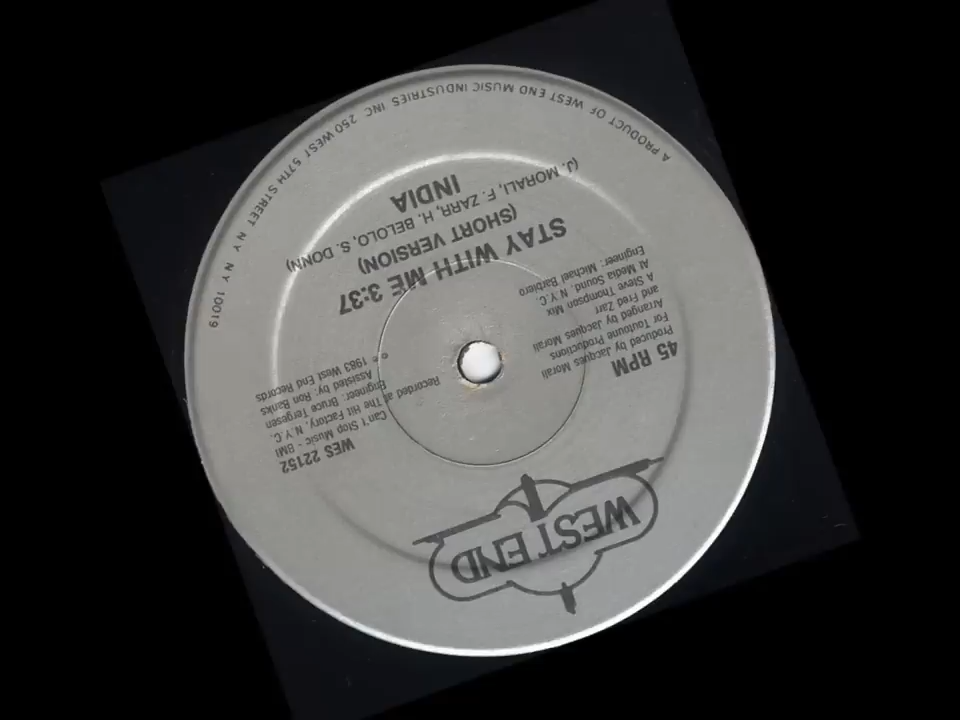 WEST END
45 RPM
Produced by Jacques Morali
For Toutoune Productions
Arranged by Jacques Morali
and Fred Zarr
A Steve Thompson Mix
At Media Sound, N.Y.C.
Engineer: Michael Barbiero
WES 22152
Can't Stop Music - BMI
Recorded at The Hit Factory, N.Y.C.
Engineer: Bruce Tergesen
Assisted by: Ron Banks
℗ © 1983 West End Records
STAY WITH ME 3:37
(SHORT VERSION)
(J. MORALI, F. ZARR, H. BELOLO, S. DONN)
INDIA
A PRODUCT OF WEST END MUSIC INDUSTRIES INC 250 WEST 57TH STREET NY NY 10019